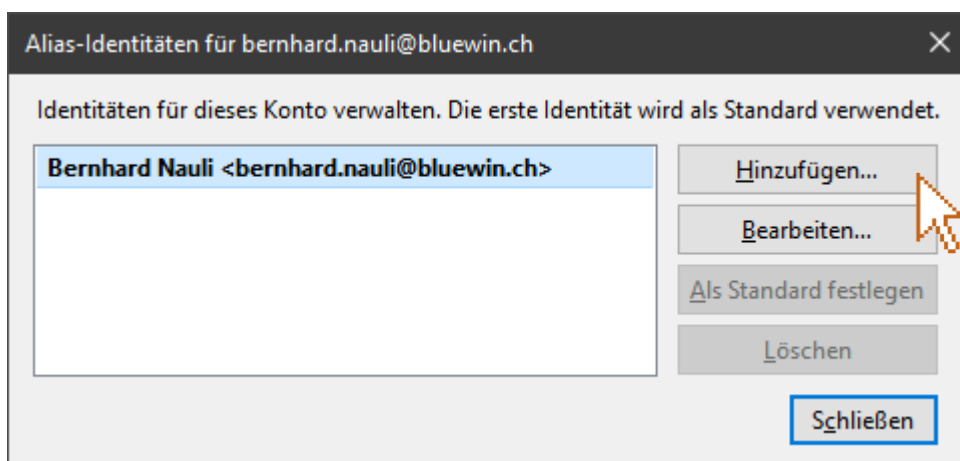 Alias-Identitäten für bernhard.nauli@bluewin.ch
Identitäten für dieses Konto verwalten. Die erste Identität wird als Standard verwendet.
Bernhard Nauli <bernhard.nauli@bluewin.ch>
Hinzufügen...
Bearbeiten...
Als Standard festlegen
Löschen
Schließen